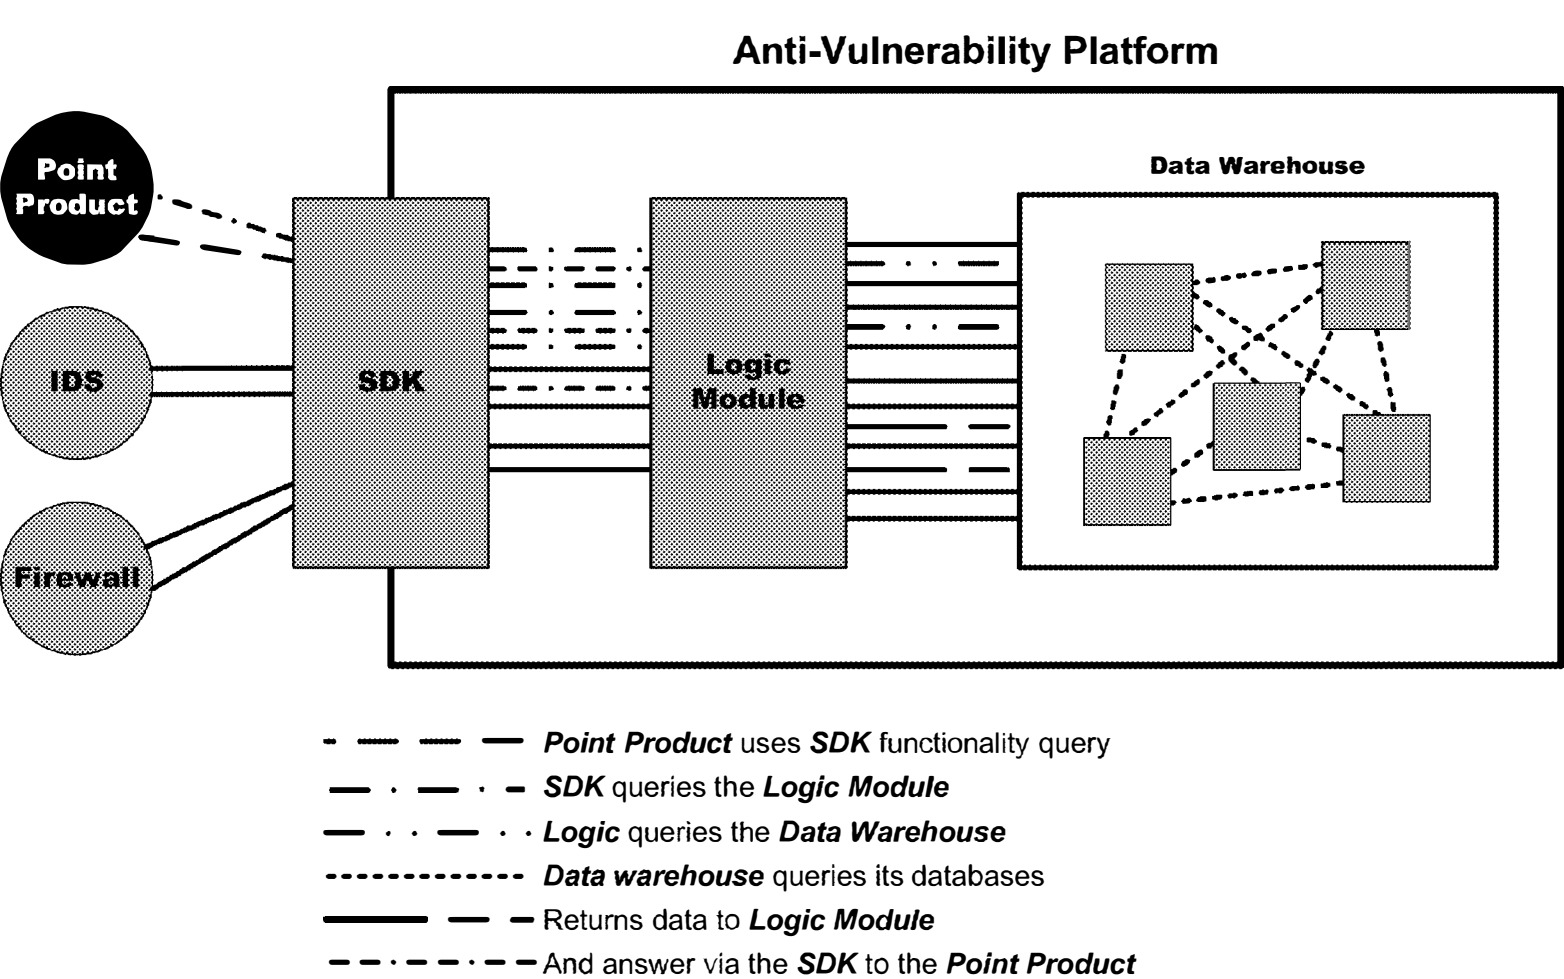 Anti-Vulnerability Platform
Data Warehouse
Point
Product
IDS
Firewall
SDK
Logic
Module
Point Product uses SDK functionality query
SDK queries the Logic Module
Logic queries the Data Warehouse
Data warehouse queries its databases
Returns data to Logic Module
And answer via the SDK to the Point Product